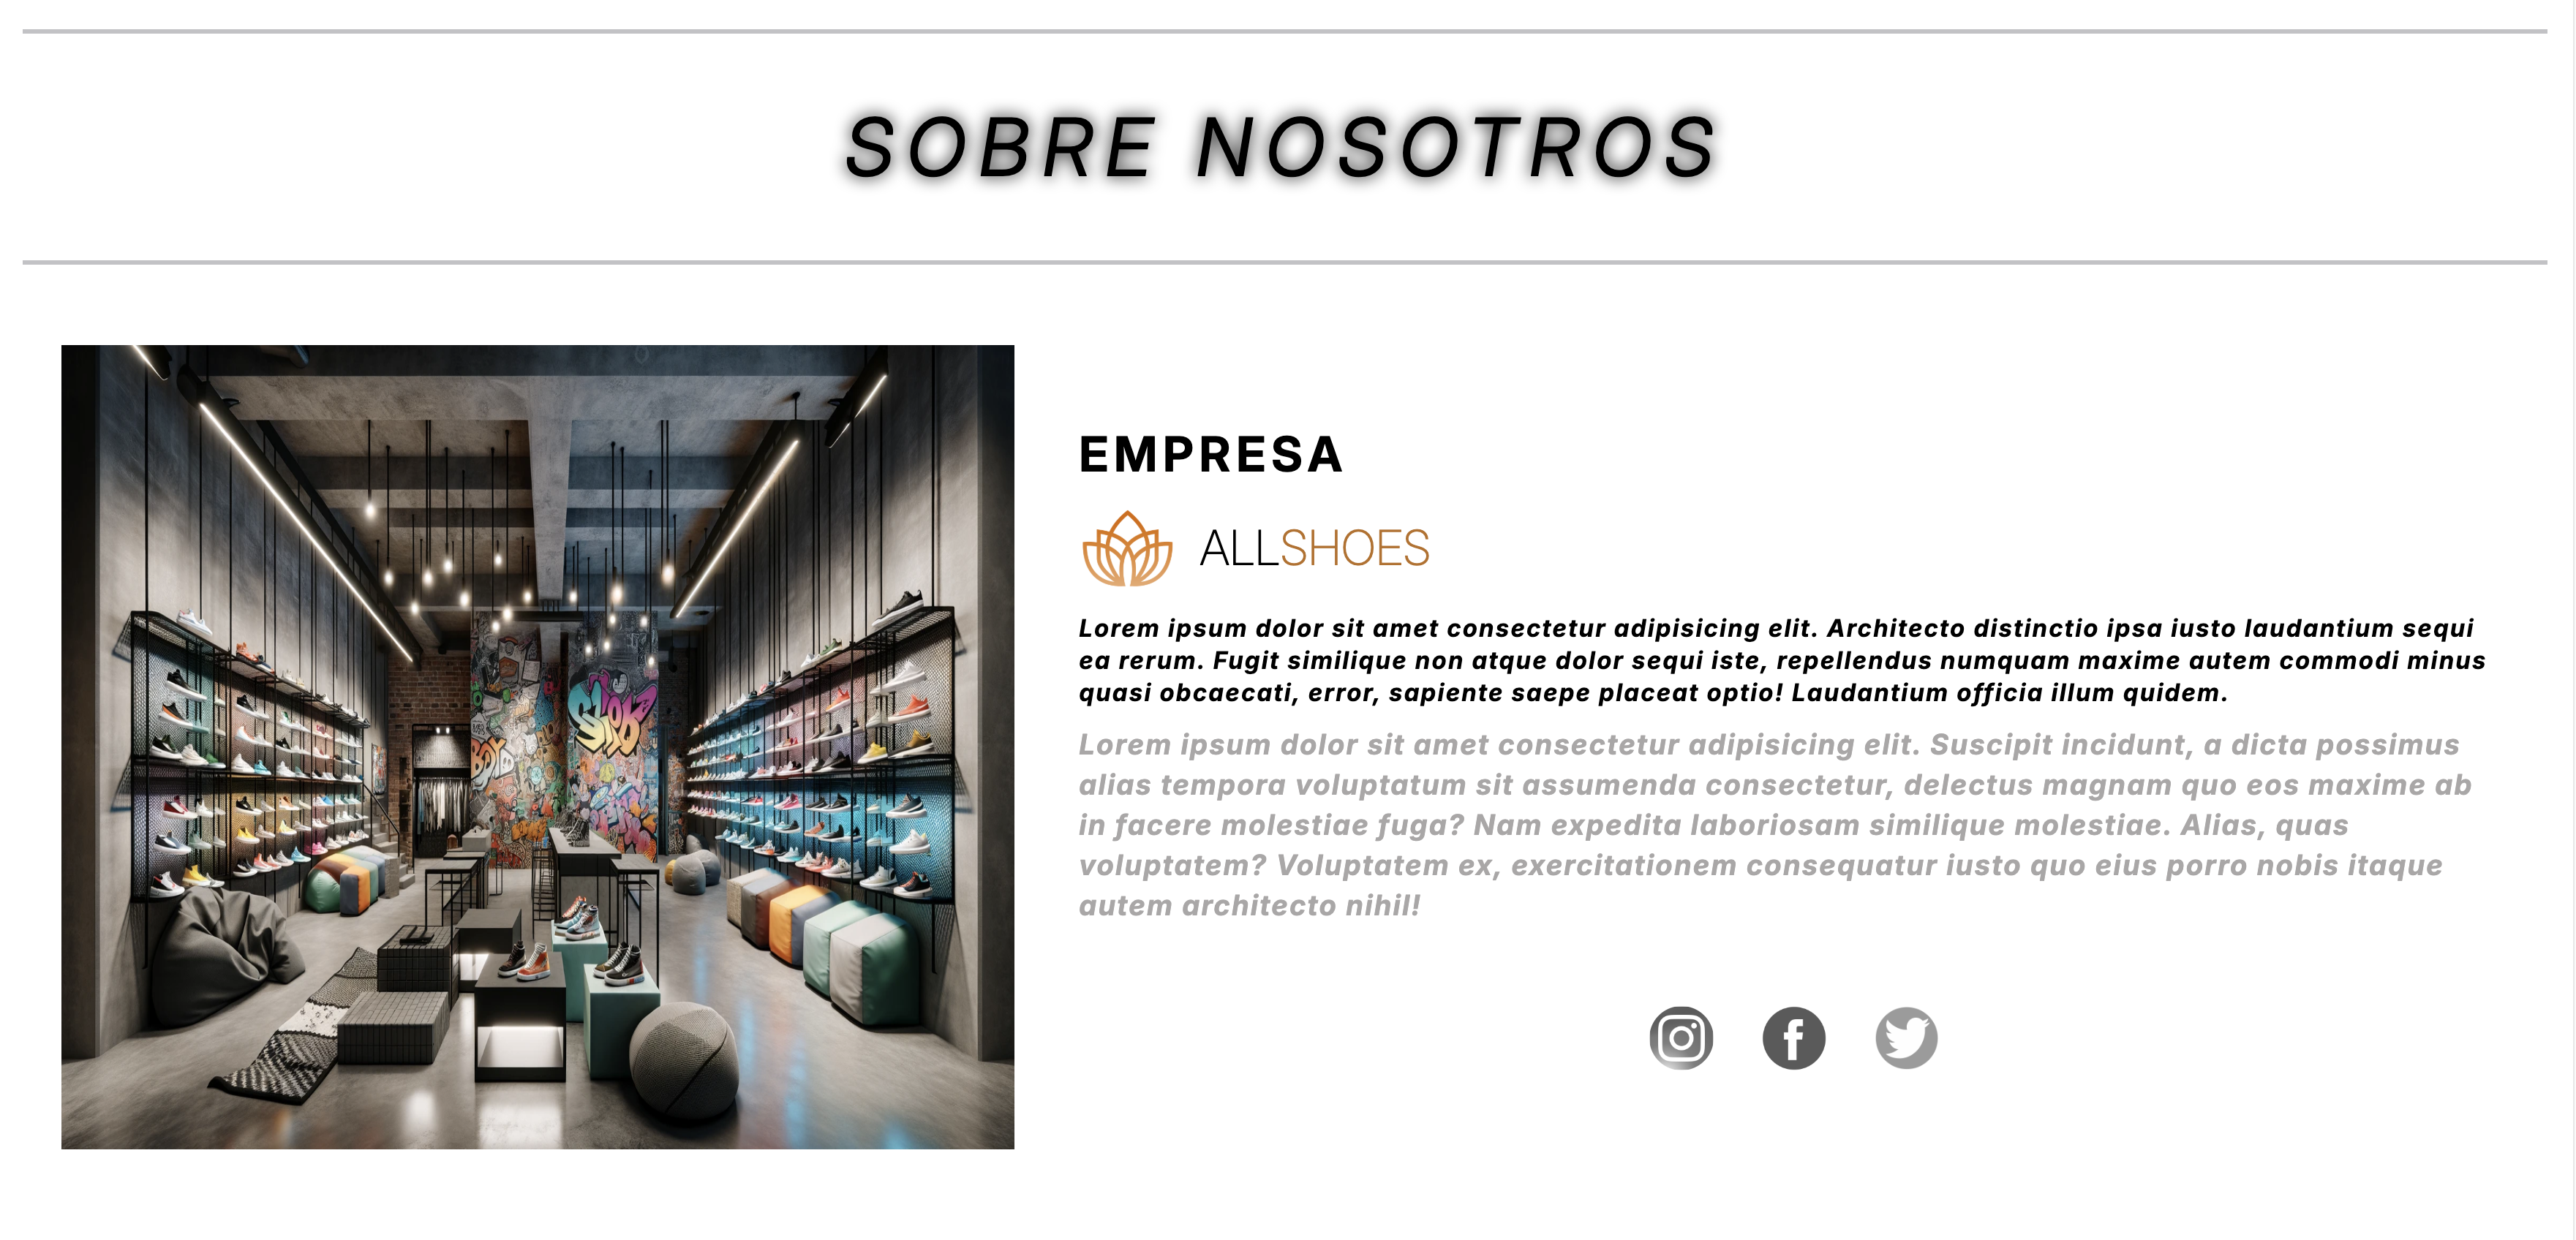 SOBRE NOSOTROS
EMPRESA
ALLSHOES
Lorem ipsum dolor sit amet consectetur adipisicing elit. Architecto distinctio ipsa iusto laudantium sequi
ea rerum. Fugit similique non atque dolor sequi iste, repellendus numquam maxime autem commodi minus
quasi obcaecati, error, sapiente saepe placeat optio! Laudantium officia illum quidem.
Lorem ipsum dolor sit amet consectetur adipisicing elit. Suscipit incidunt, a dicta possimus
alias tempora voluptatum sit assumenda consectetur, delectus magnam quo eos maxime ab
in facere molestiae fuga? Nam expedita laboriosam similique molestiae. Alias, quas
voluptatem? Voluptatem ex, exercitationem consequatur iusto quo eius porro nobis itaque
autem architecto nihil!